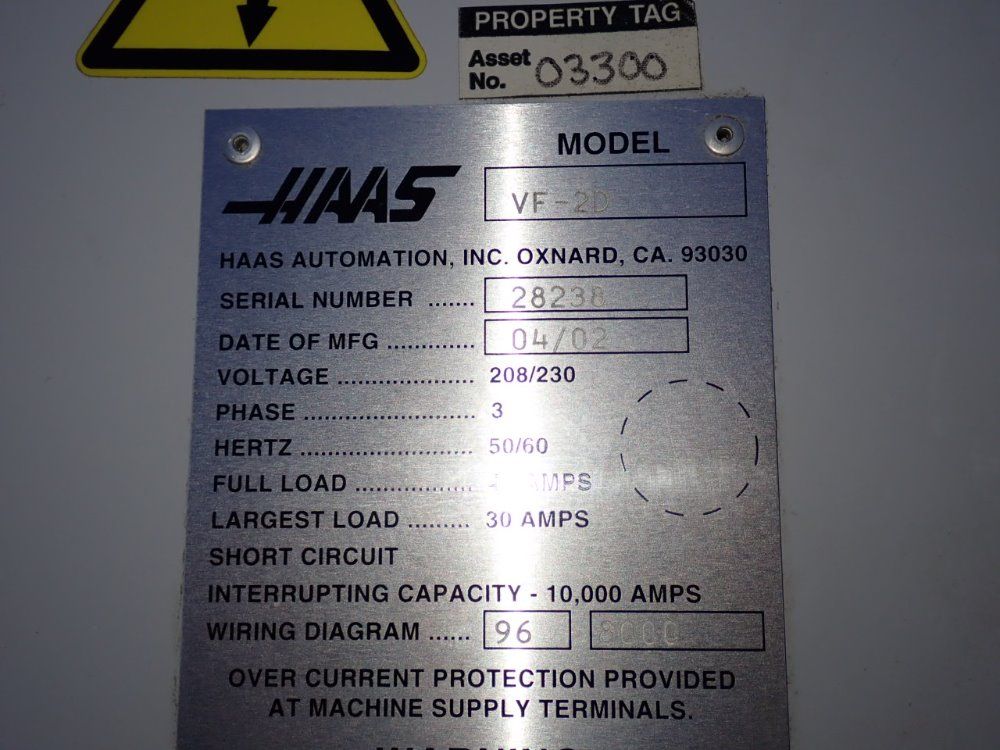 PROPERTY TAG
Asset No. 03300
MODEL
HAAS VF-2D
HAAS AUTOMATION, INC. OXNARD, CA. 93030
SERIAL NUMBER ....... 28238
DATE OF MFG ............. 04/02
VOLTAGE ..................... 208/230
PHASE .......................... 3
HERTZ .......................... 50/60
FULL LOAD .................. AMPS
LARGEST LOAD ......... 30 AMPS
SHORT CIRCUIT
INTERRUPTING CAPACITY - 10,000 AMPS
WIRING DIAGRAM ...... 96
OVER CURRENT PROTECTION PROVIDED
AT MACHINE SUPPLY TERMINALS.